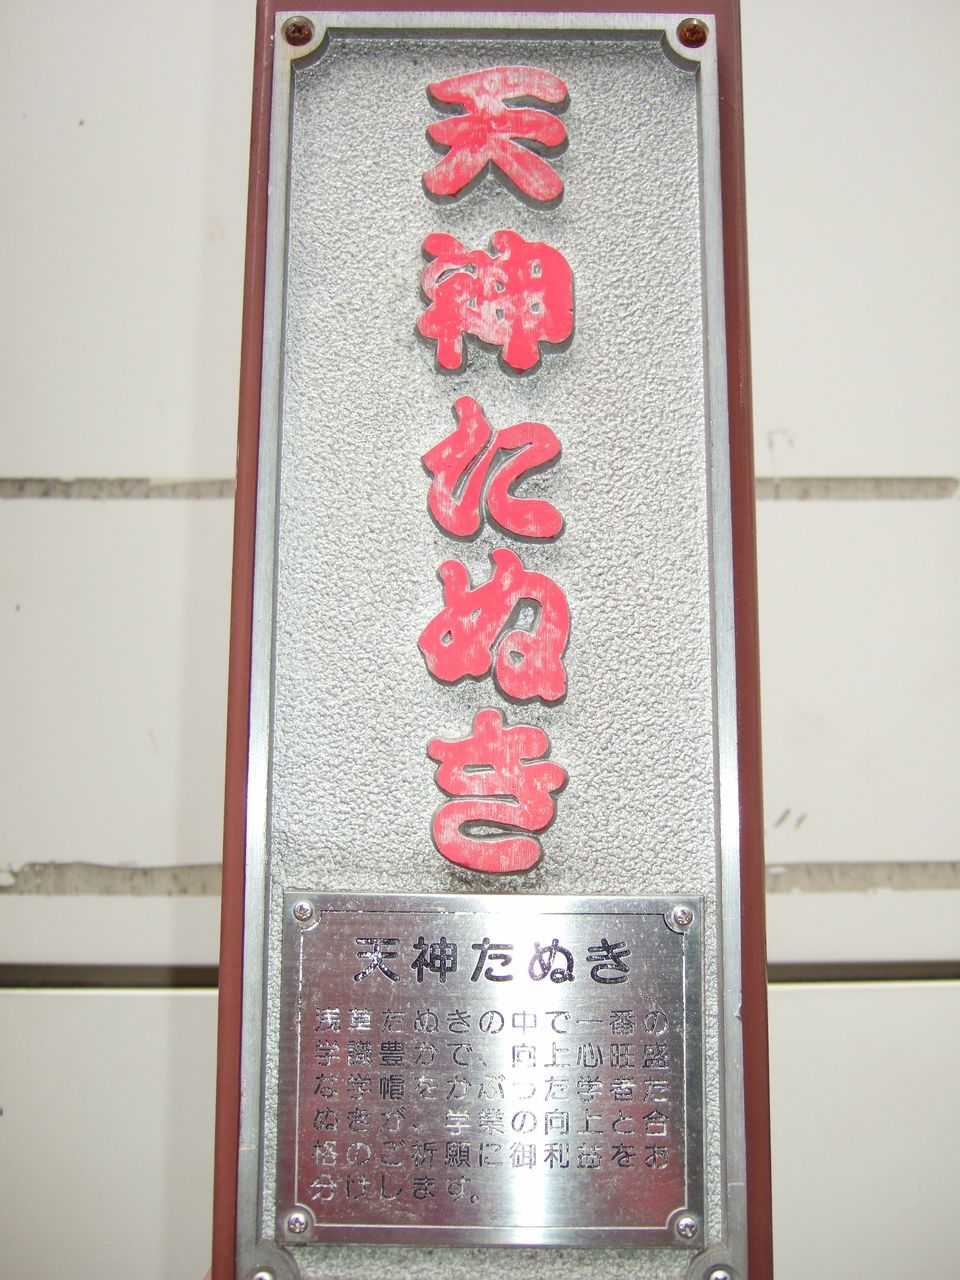 天神たぬき
天神たぬき
浅草たぬきの中で一番の
学識豊かで、向上心旺盛
な学帽をかぶった学者た
ぬきが、学業の向上と合
格のご祈願に御利益をお
分けします。